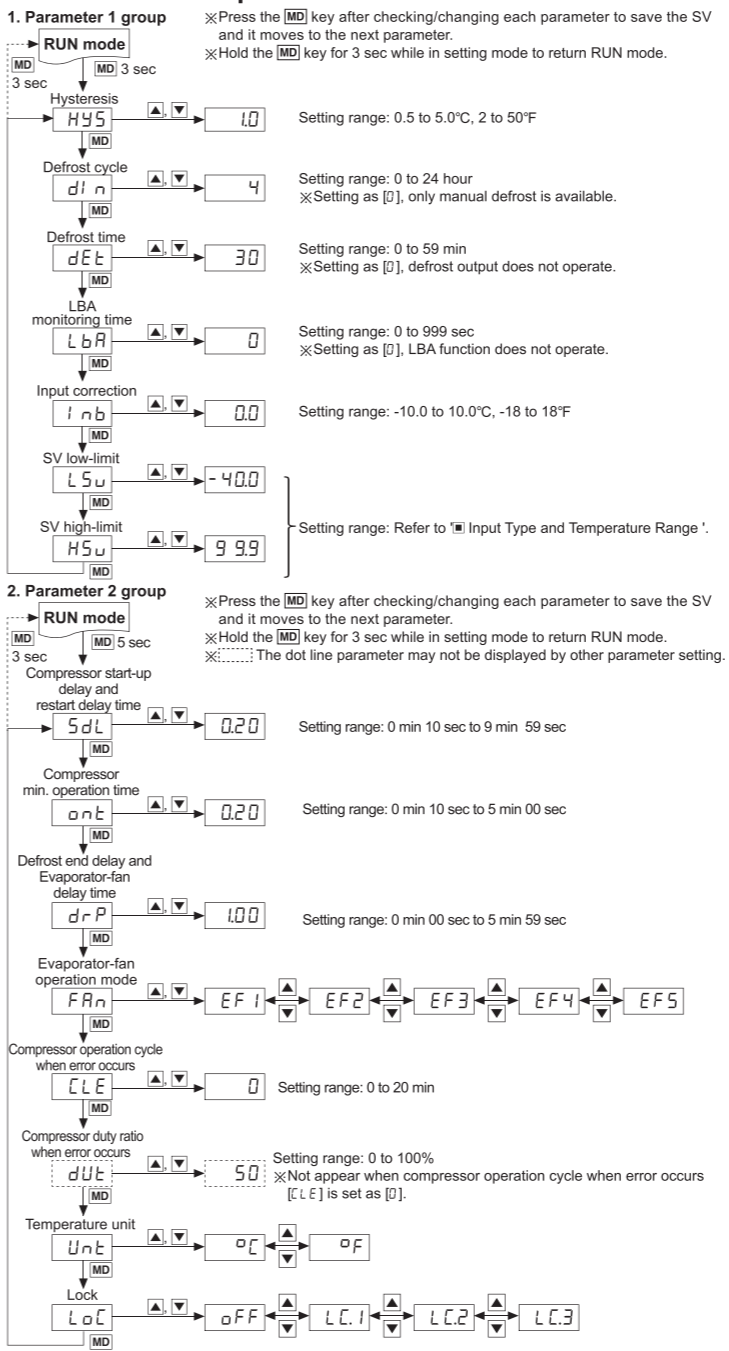 1. Parameter 1 group
※Press the MD key after checking/changing each parameter to save the SV
and it moves to the next parameter.
※Hold the MD key for 3 sec while in setting mode to return RUN mode.
RUN mode
MD
3 sec
MD 3 sec
Hysteresis
HYS
▲, ▼
1.0
Setting range: 0.5 to 5.0℃, 2 to 50℉
MD
Defrost cycle
dIn
▲, ▼
4
Setting range: 0 to 24 hour
※Setting as [0], only manual defrost is available.
MD
Defrost time
dEt
▲, ▼
30
Setting range: 0 to 59 min
※Setting as [0], defrost output does not operate.
MD
LBA
monitoring time
LbA
▲, ▼
0
Setting range: 0 to 999 sec
※Setting as [0], LBA function does not operate.
MD
Input correction
Inb
▲, ▼
0.0
Setting range: -10.0 to 10.0℃, -18 to 18℉
MD
SV low-limit
LSu
▲, ▼
-40.0
MD
SV high-limit
HSu
▲, ▼
99.9
Setting range: Refer to '▣ Input Type and Temperature Range '.
MD
2. Parameter 2 group
※Press the MD key after checking/changing each parameter to save the SV
and it moves to the next parameter.
※Hold the MD key for 3 sec while in setting mode to return RUN mode.
※ The dot line parameter may not be displayed by other parameter setting.
RUN mode
MD
3 sec
MD 5 sec
Compressor start-up
delay and
restart delay time
SdL
▲, ▼
0.20
Setting range: 0 min 10 sec to 9 min 59 sec
MD
Compressor
min. operation time
ont
▲, ▼
0.20
Setting range: 0 min 10 sec to 5 min 00 sec
MD
Defrost end delay and
Evaporator-fan
delay time
drP
▲, ▼
1.00
Setting range: 0 min 00 sec to 5 min 59 sec
MD
Evaporator-fan
operation mode
FAn
▲, ▼
EF1 ▲ ▼ EF2 ▲ ▼ EF3 ▲ ▼ EF4 ▲ ▼ EF5
MD
Compressor operation cycle
when error occurs
CLE
▲, ▼
0
Setting range: 0 to 20 min
MD
Compressor duty ratio
when error occurs
dUt
▲, ▼
50
Setting range: 0 to 100%
※Not appear when compressor operation cycle when error occurs
[CLE] is set as [0].
MD
Temperature unit
Unt
▲, ▼
°C ▲ ▼ °F
MD
Lock
LoC
▲, ▼
oFF ▲ ▼ LC.1 ▲ ▼ LC.2 ▲ ▼ LC.3
MD